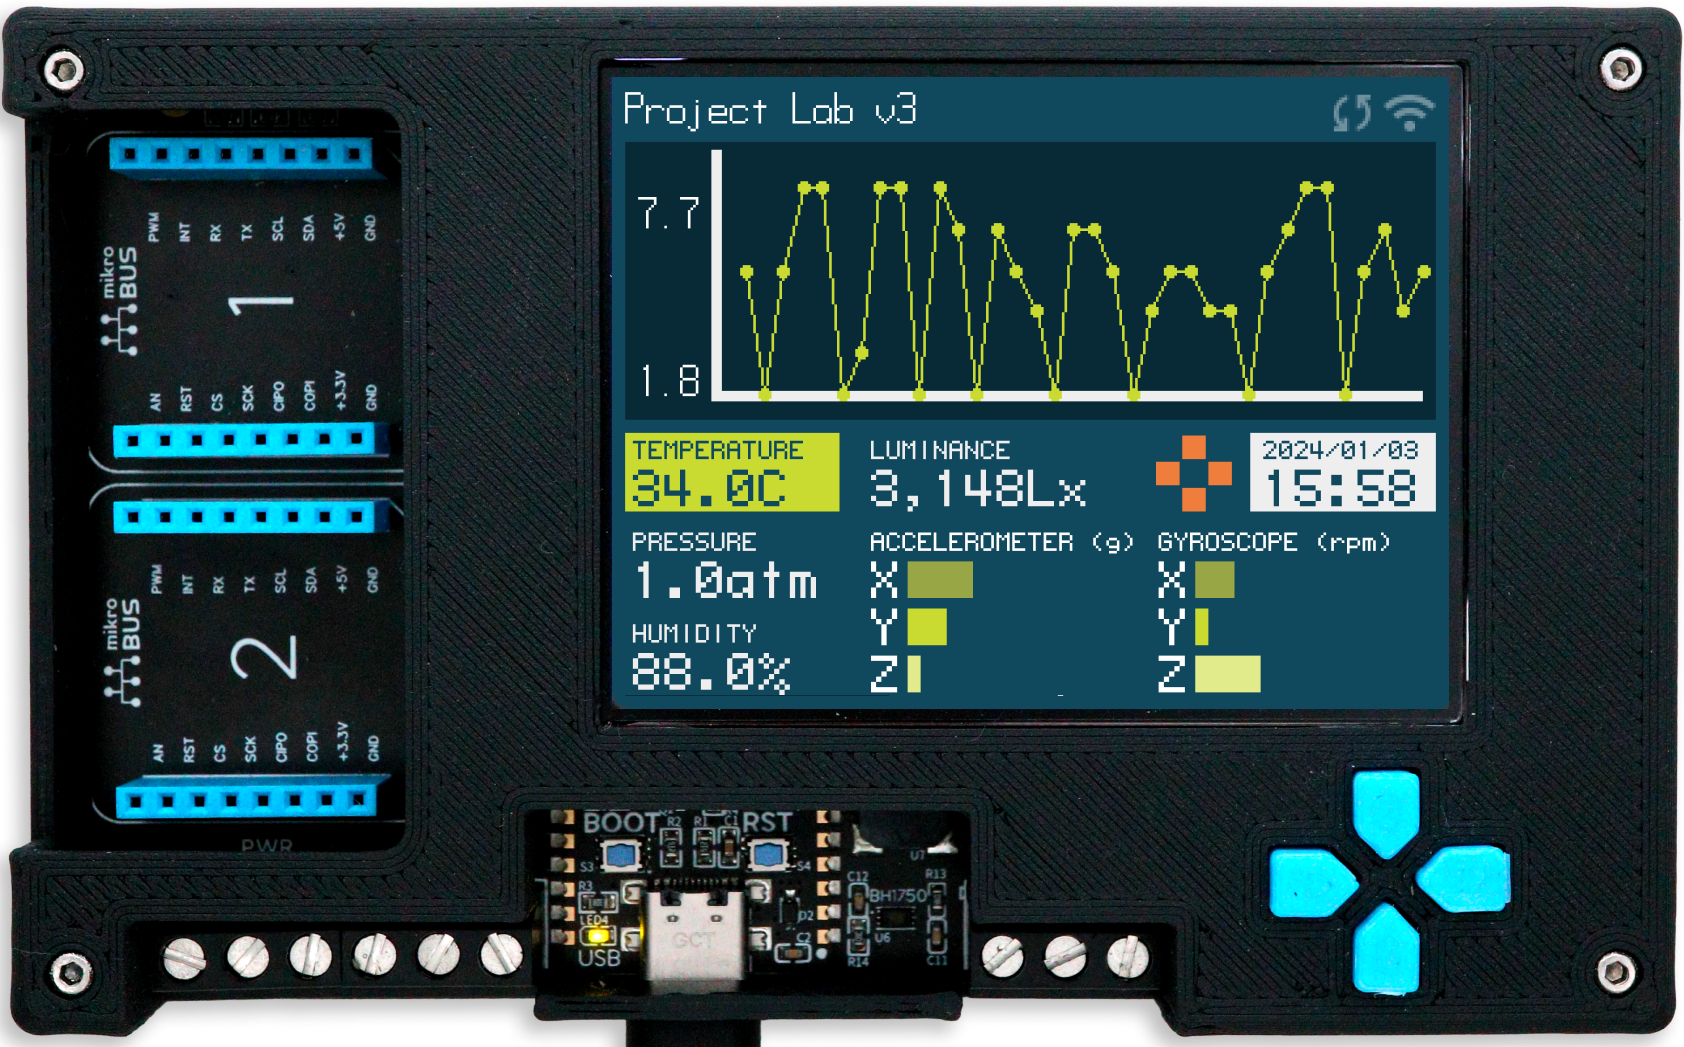 Project Lab v3
7.7
1.8
TEMPERATURE
34.0C
LUMINANCE
3,148Lx
2024/01/03
15:58
PRESSURE
1.0atm
HUMIDITY
88.0%
ACCELEROMETER (g)
X
Y
Z
GYROSCOPE (rpm)
X
Y
Z
PWM
INT
RX
TX
SCL
SDA
+5V
GND
mikro
BUS
1
AN
RST
CS
SCK
CIPO
COPI
+3.3V
GND
PWM
INT
RX
TX
SCL
SDA
+5V
GND
mikro
BUS
2
AN
RST
CS
SCK
CIPO
COPI
+3.3V
GND
PWR
BOOT
R2
R1
C1
RST
S3
S4
R3
LED4
USB
GCT
D2
C2
U7
C12
R13
BH1750
U6
R14
C11